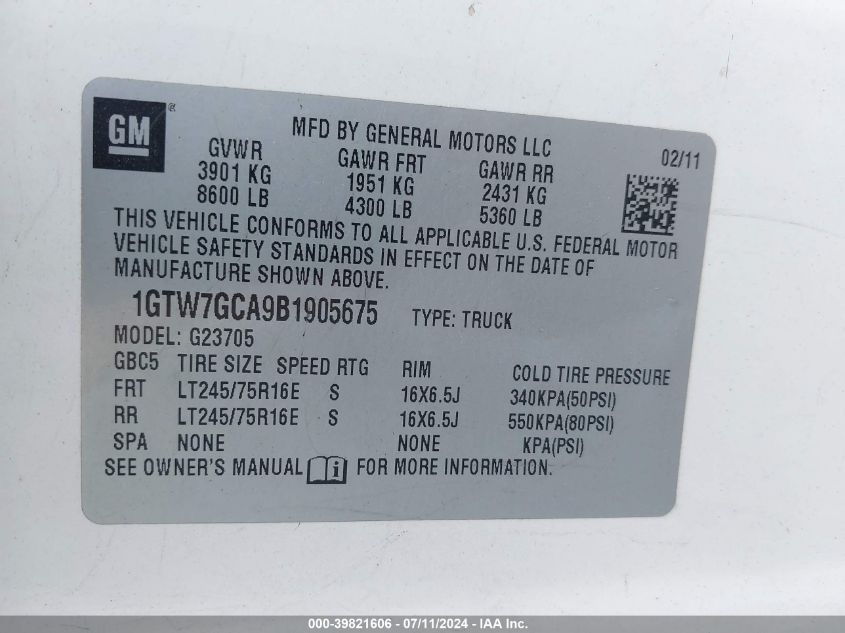 GM ®
MFD BY GENERAL MOTORS LLC 02/11
GVWR GAWR FRT GAWR RR
3901 KG 1951 KG 2431 KG
8600 LB 4300 LB 5360 LB
THIS VEHICLE CONFORMS TO ALL APPLICABLE U.S. FEDERAL MOTOR
VEHICLE SAFETY STANDARDS IN EFFECT ON THE DATE OF
MANUFACTURE SHOWN ABOVE.
1GTW7GCA9B1905675 TYPE: TRUCK
MODEL: G23705
GBC5 TIRE SIZE SPEED RTG RIM COLD TIRE PRESSURE
FRT LT245/75R16E S 16X6.5J 340KPA(50PSI)
RR LT245/75R16E S 16X6.5J 550KPA(80PSI)
SPA NONE NONE KPA(PSI)
SEE OWNER'S MANUAL i FOR MORE INFORMATION.
000-39821606 - 07/11/2024 - IAA Inc.